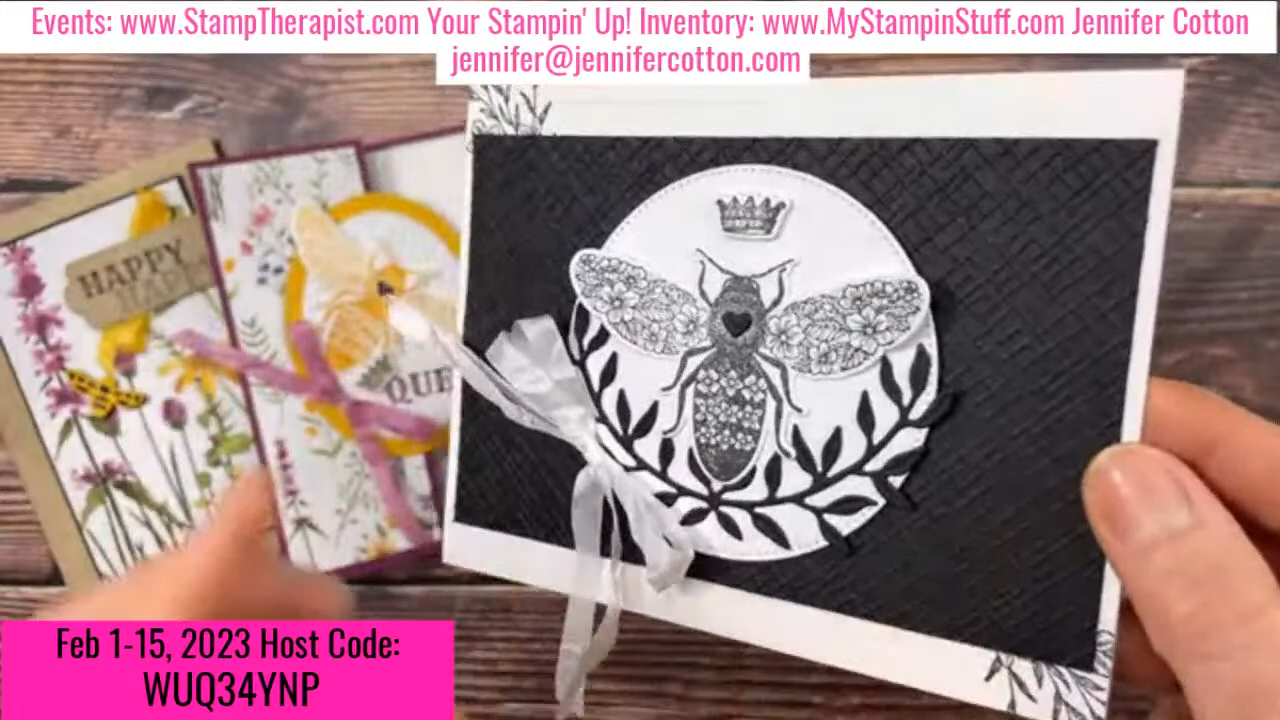 Events: www.StampTherapist.com Your Stampin' Up! Inventory: www.MyStampinStuff.com Jennifer Cotton
jennifer@jennifercotton.com
HAPPY
Feb 1-15, 2023 Host Code:
WUQ34YNP